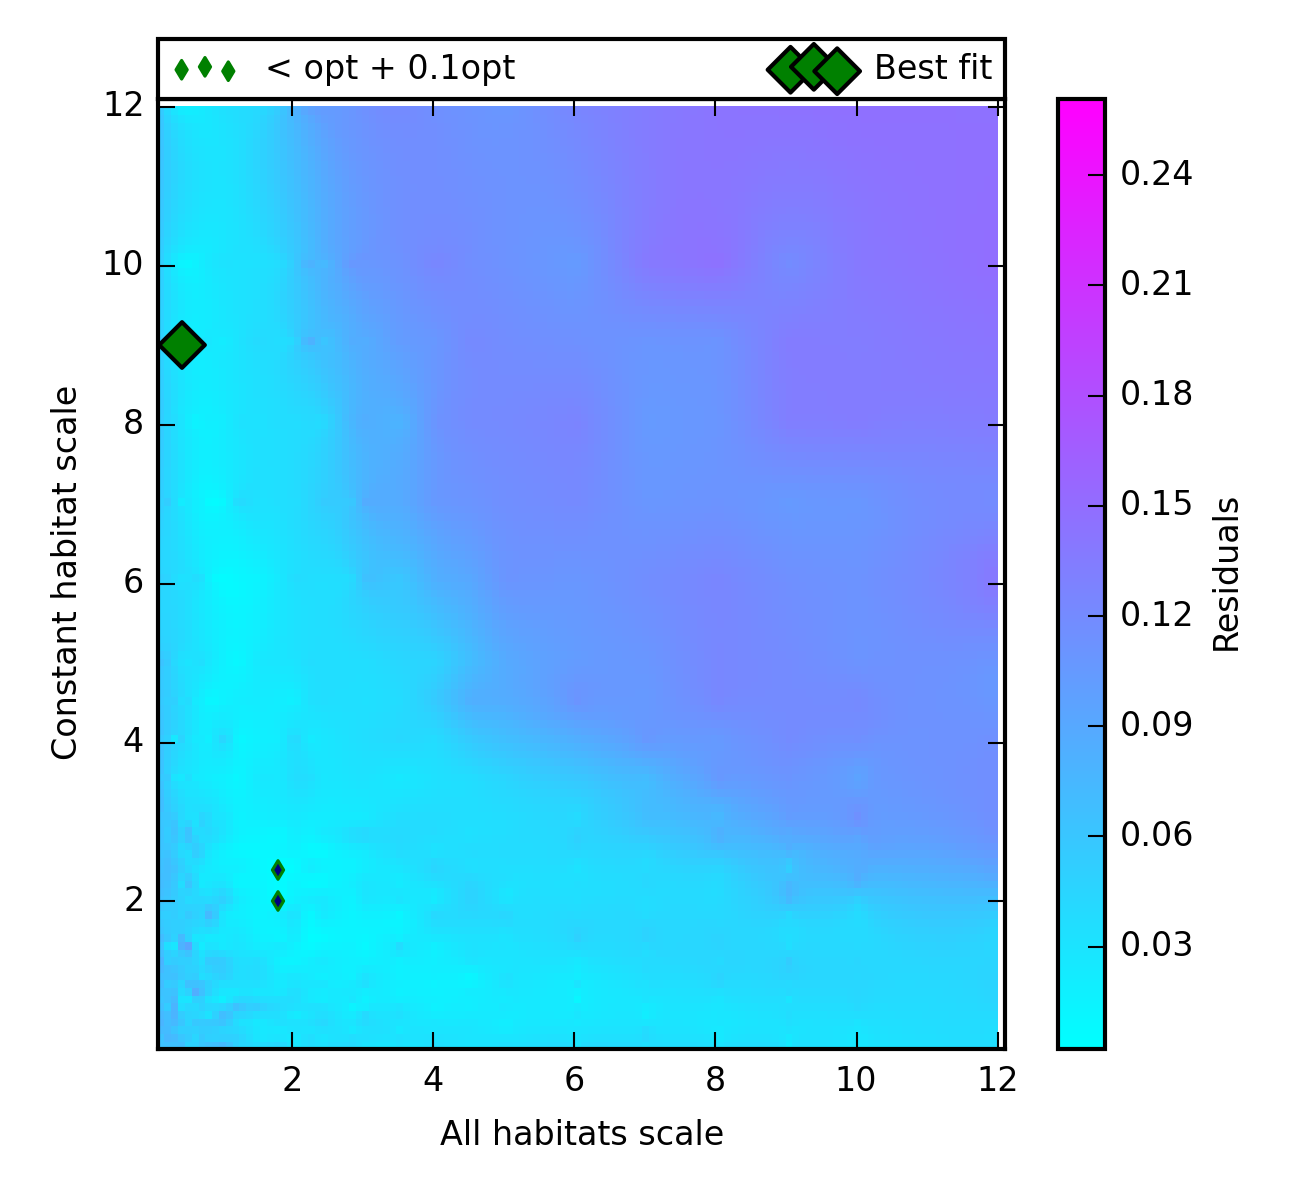 < opt + 0.1opt Best fit
12
10
8
6
4
2
Constant habitat scale
2 4 6 8 10 12
All habitats scale
0.24
0.21
0.18
0.15
0.12
0.09
0.06
0.03
Residuals